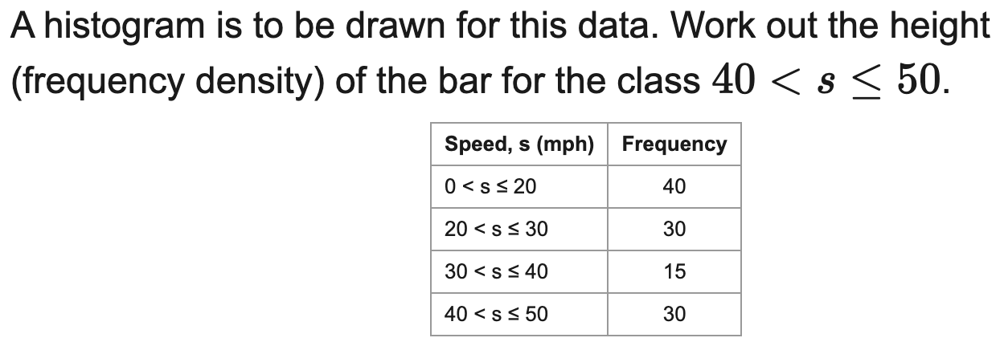 A histogram is to be drawn for this data. Work out the height
(frequency density) of the bar for the class 40 < s ≤ 50.
Speed, s (mph) Frequency
0 < s ≤ 20 40
20 < s ≤ 30 30
30 < s ≤ 40 15
40 < s ≤ 50 30